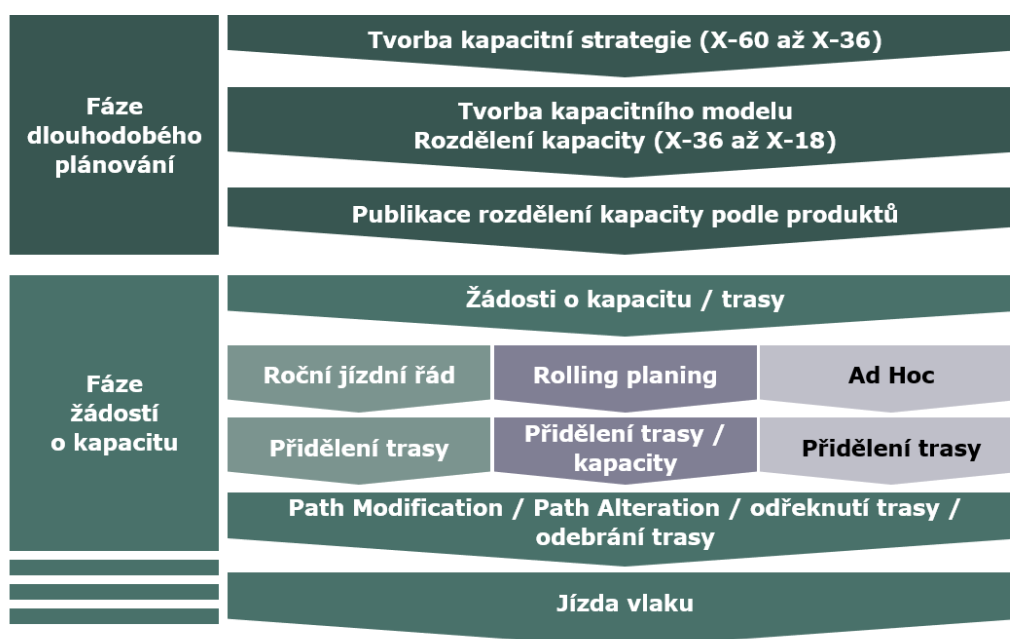 Fáze
dlouhodobého
plánování
Tvorba kapacitní strategie (X-60 až X-36)
Tvorba kapacitního modelu
Rozdělení kapacity (X-36 až X-18)
Publikace rozdělení kapacity podle produktů
Fáze
žádostí
o kapacitu
Žádosti o kapacitu / trasy
Roční jízdní řád
Rolling planing
Ad Hoc
Přidělení trasy
Přidělení trasy /
kapacity
Přidělení trasy
Path Modification / Path Alteration / odřeknutí trasy /
odebrání trasy
Jízda vlaku